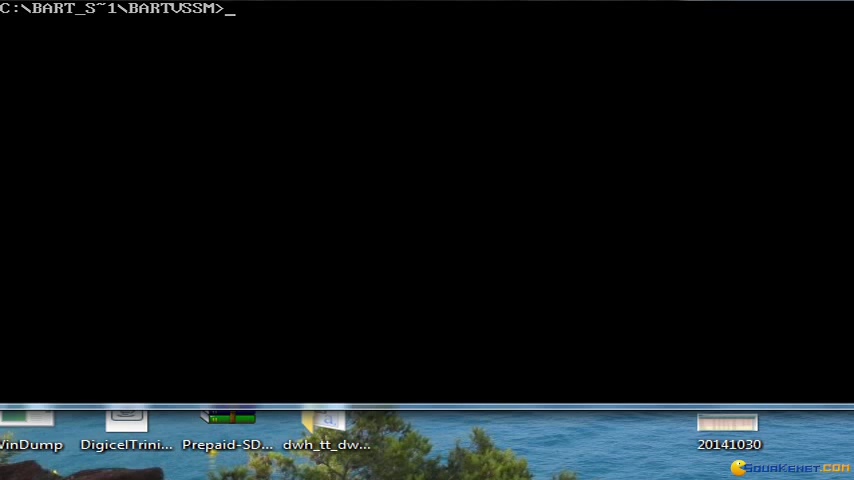 C:\BART_S~1\BARTVSSM>_
WinDump DigicelTrini... Prepaid-SD... dwh_tt_dw... 20141030
SquaKenet.com